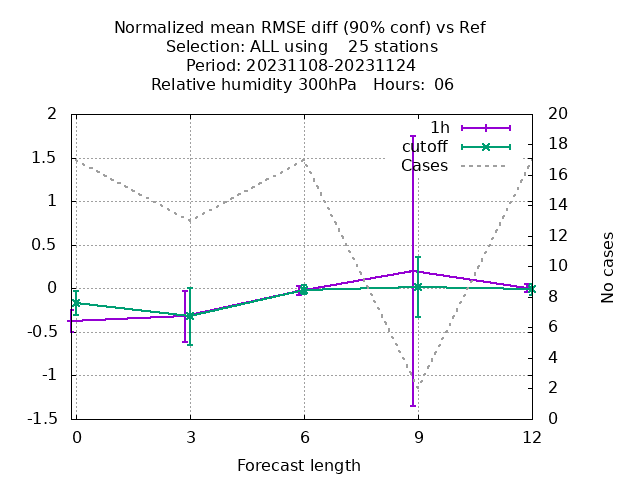 Normalized mean RMSE diff (90% conf) vs Ref
Selection: ALL using    25 stations
Period: 20231108-20231124
Relative humidity 300hPa   Hours:  06
2
1.5
1
0.5
0
-0.5
-1
-1.5
20
18
16
14
12
10
8
6
4
2
0
1h
cutoff
Cases
No cases
0
3
6
9
12
Forecast length